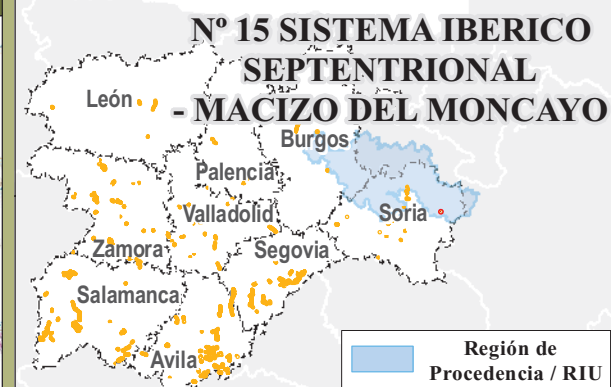 Nº 15 SISTEMA IBERICO
SEPTENTRIONAL
- MACIZO DEL MONCAYO
León
Burgos
Palencia
Valladolid
Soria
Zamora
Segovia
Salamanca
Avila
Región de
Procedencia / RIU